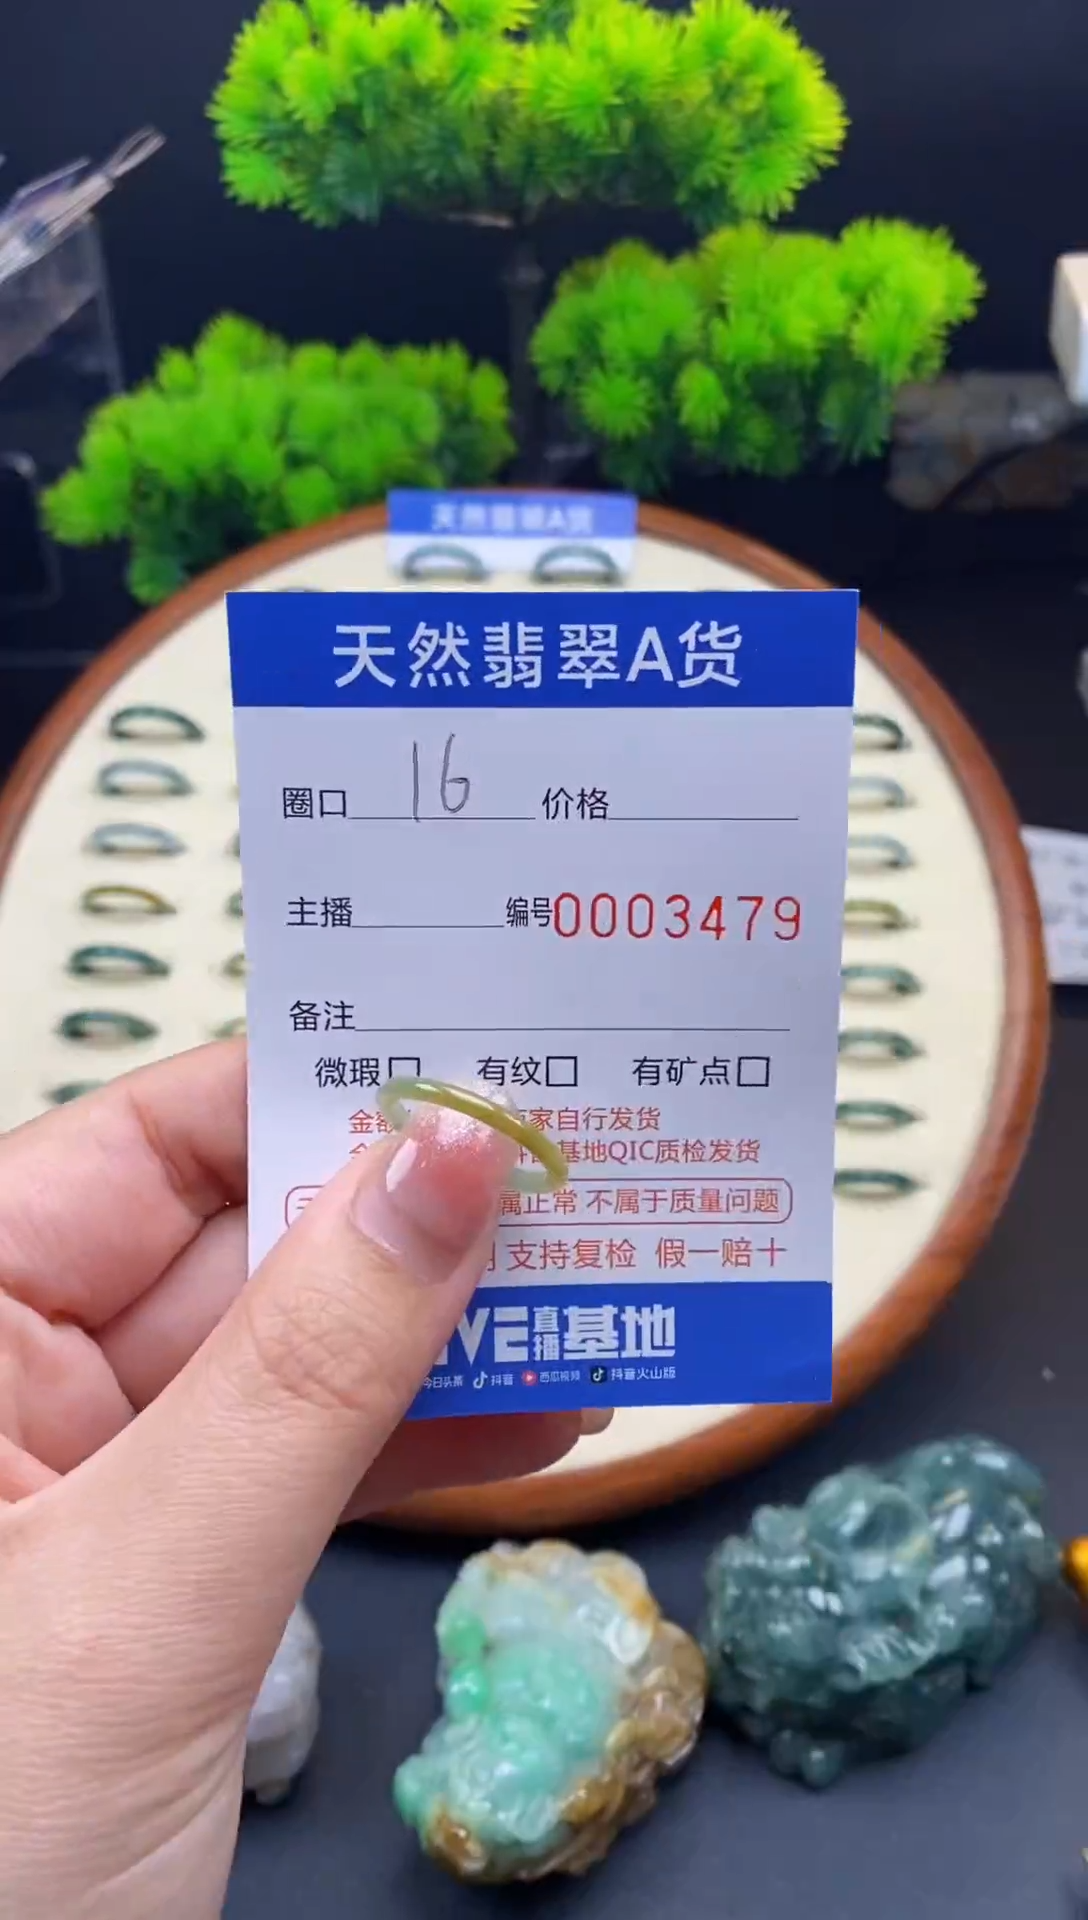 天然翡翠A货
天然翡翠A货
圈口 16 价格
主播 编号0003479
备注
微瑕□ 有纹□ 有矿点□
金额 家自行发货
基地QIC质检发货
属正常 不属于质量问题
支持复检 假一赔十
VE直播基地
今日头条 抖音 西瓜视频 抖音火山版